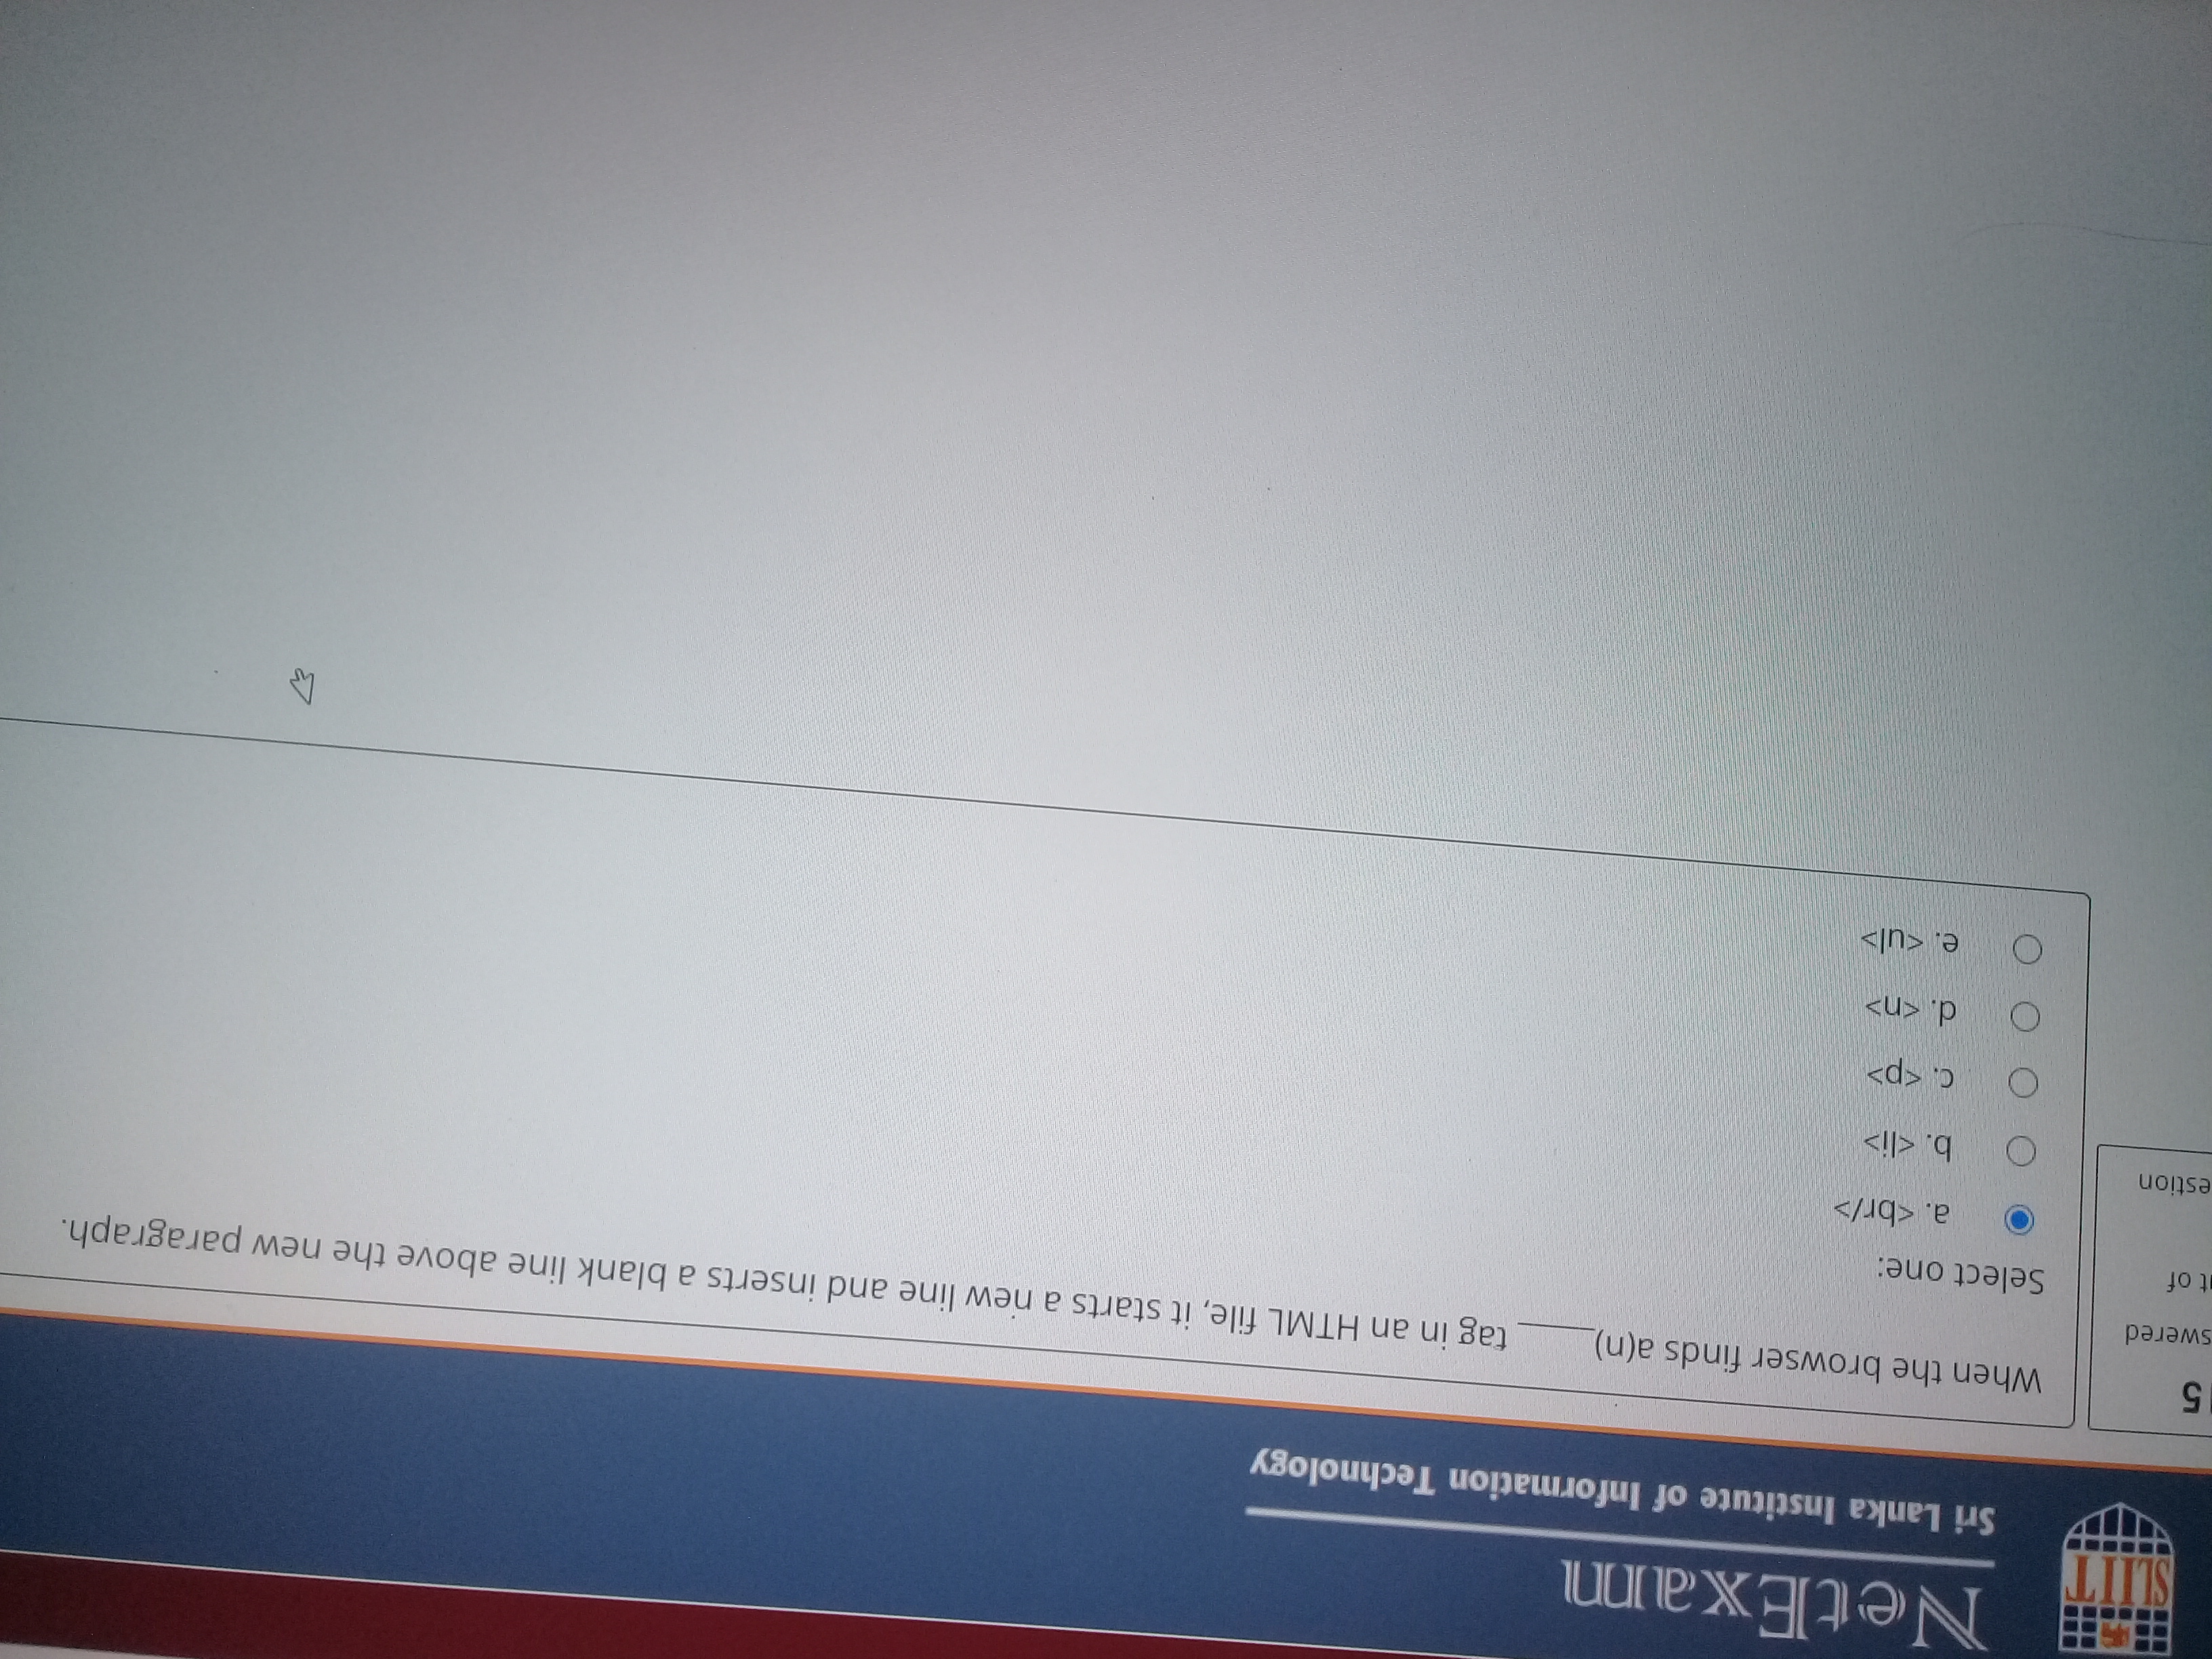 SLIIT
NetExam
Sri Lanka Institute of Information Technology
5
swered
t of
estion
When the browser finds a(n)_____ tag in an HTML file, it starts a new line and inserts a blank line above the new paragraph.
Select one:
a. <br/>
b. <li>
c. <p>
d. <n>
e. <ul>